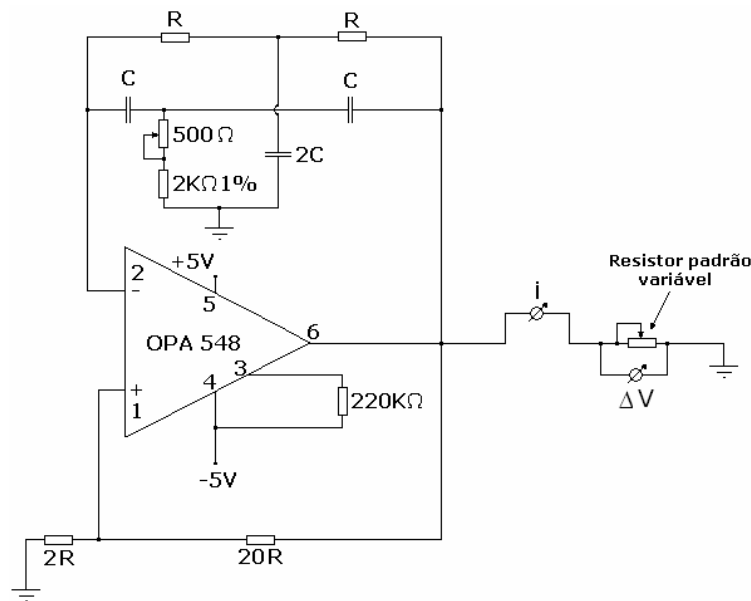 R
R
C
C
500Ω
2KΩ1%
2C
+5V
2
-
5
OPA 548
6
3
4
+
1
220KΩ
-5V
2R
20R
i
Resistor padrão
variável
ΔV